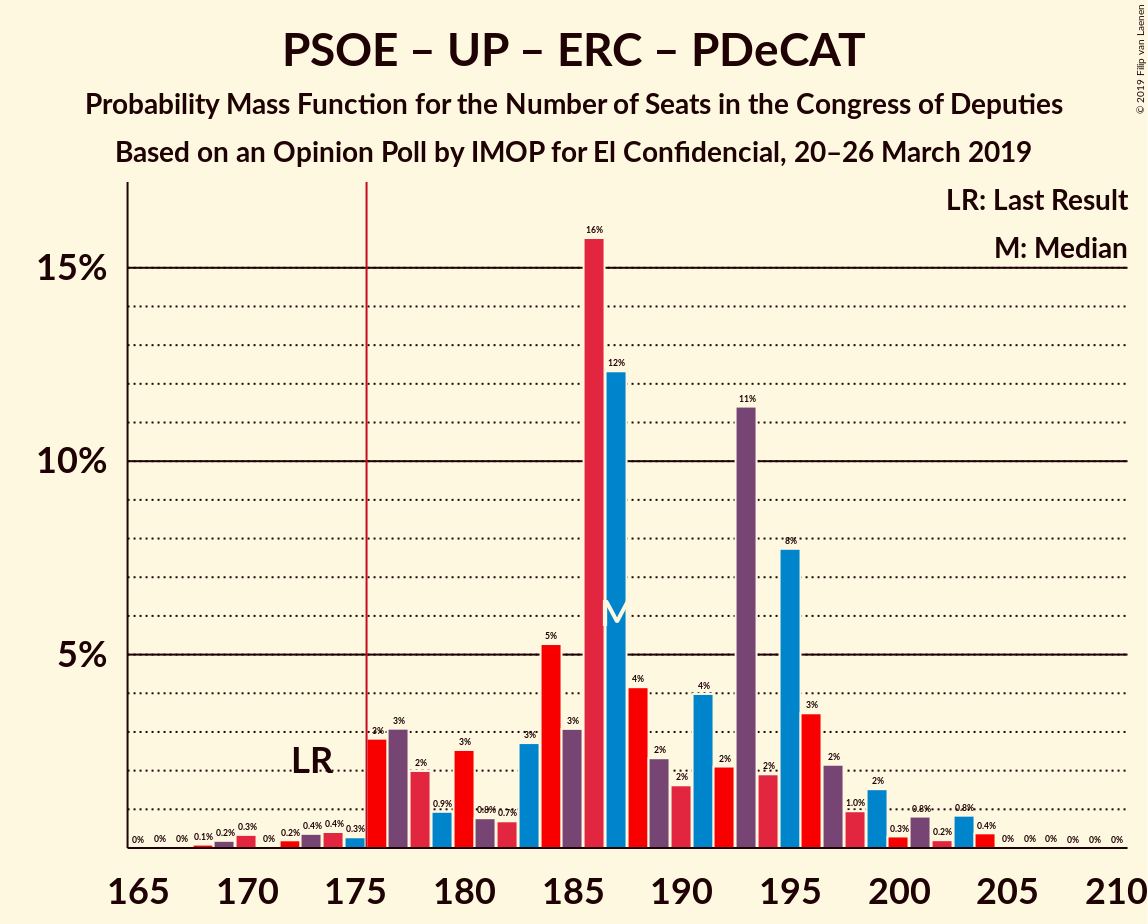 PSOE – UP – ERC – PDeCAT
Probability Mass Function for the Number of Seats in the Congress of Deputies
Based on an Opinion Poll by IMOP for El Confidencial, 20–26 March 2019
© 2019 Filip van Laenen
LR: Last Result
M: Median
15%
10%
5%
LR
M
0% 0% 0% 0.1% 0.2% 0.3% 0% 0.2% 0.4% 0.4% 0.3% 3% 3% 2% 0.9% 3% 0.8% 0.7% 3% 5% 3% 16% 12% 4% 2% 2% 4% 2% 11% 2% 8% 3% 2% 1.0% 2% 0.3% 0.8% 0.2% 0.8% 0.4% 0% 0% 0% 0% 0% 0%
165 170 175 180 185 190 195 200 205 210